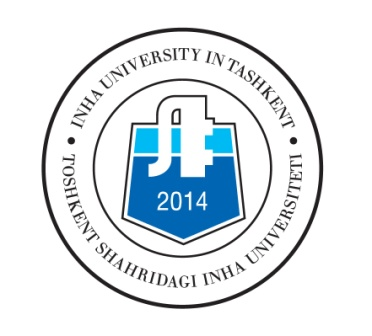 INHA UNIVERSITY IN TASHKENT
2014
TOSHKENT SHAHRIDAGI INHA UNIVERSITETI